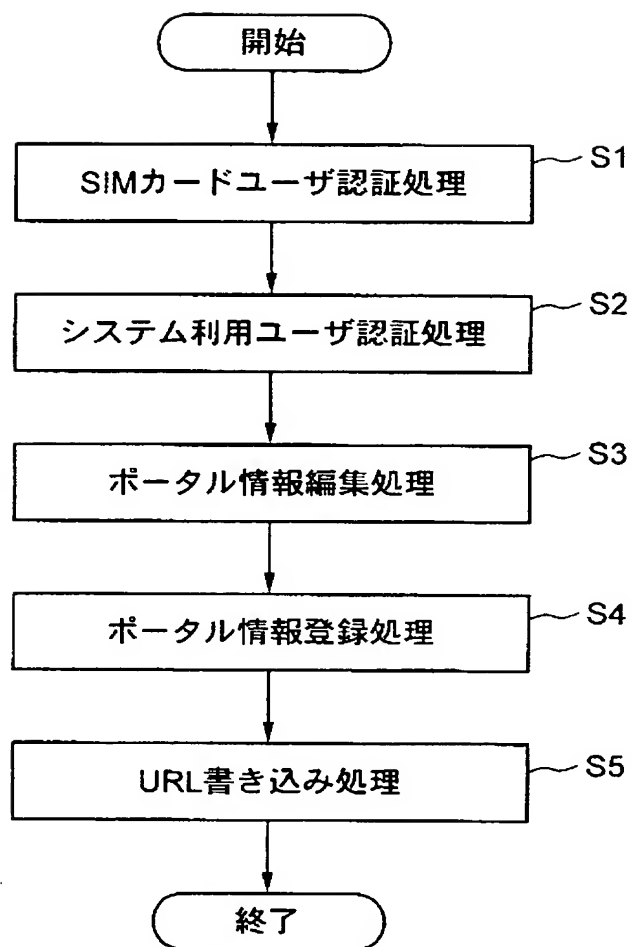 開始
SIMカードユーザ認証処理
S1
システム利用ユーザ認証処理
S2
ポータル情報編集処理
S3
ポータル情報登録処理
S4
URL書き込み処理
S5
終了